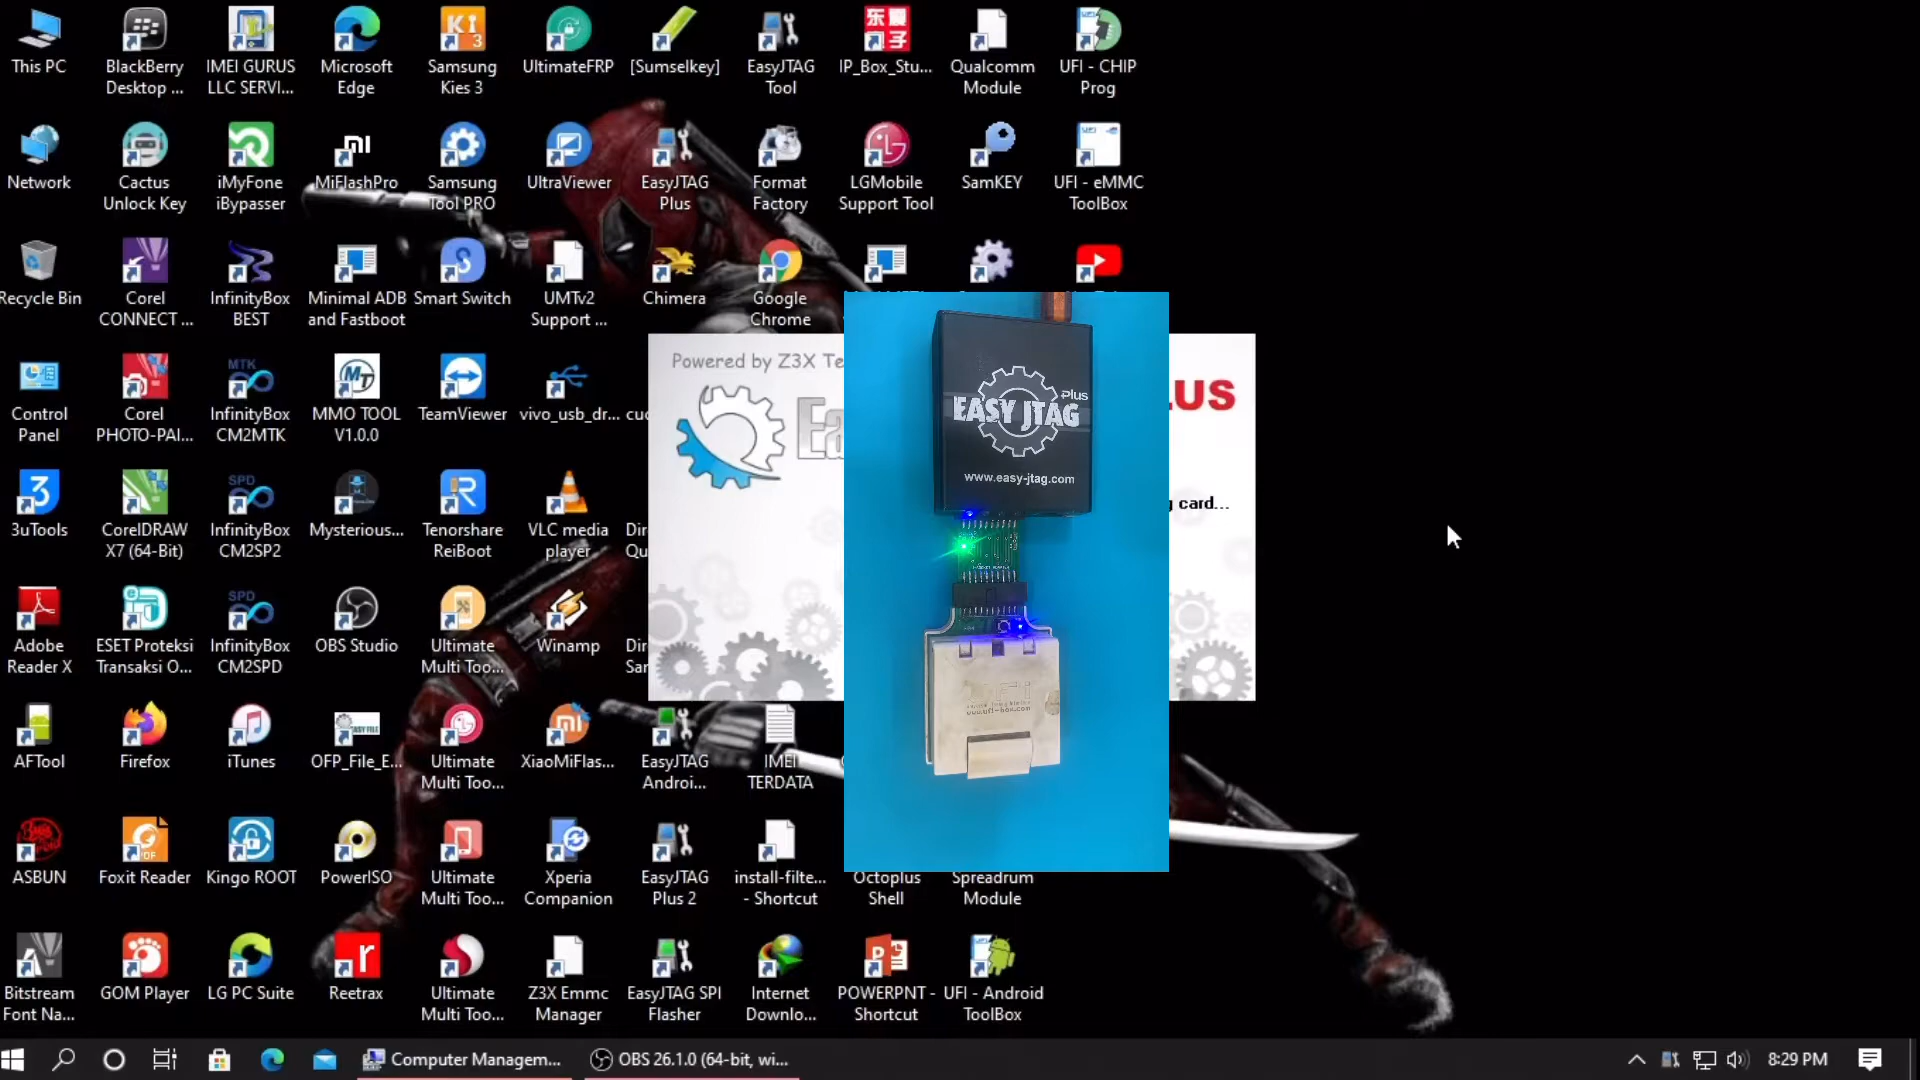 This PC
BlackBerry
Desktop ...
IMEI GURUS
LLC SERVI...
Microsoft
Edge
Samsung
Kies 3
UltimateFRP
[Sumselkey]
EasyJTAG
Tool
IP_Box_Stu...
Qualcomm
Module
UFI - CHIP
Prog
Network
Cactus
Unlock Key
iMyFone
iBypasser
MiFlashPro
Samsung
Tool PRO
UltraViewer
EasyJTAG
Plus
Format
Factory
LGMobile
Support Tool
SamKEY
UFI - eMMC
ToolBox
Recycle Bin
Corel
CONNECT ...
InfinityBox
BEST
Minimal ADB
and Fastboot
Smart Switch
UMTv2
Support ...
Chimera
Google
Chrome
Control
Panel
Corel
PHOTO-PAI...
InfinityBox
CM2MTK
MMO TOOL
V1.0.0
TeamViewer
vivo_usb_dr...
Powered by Z3X Te
EASY JTAG
Plus
www.easy-jtag.com
LUS
card...
3uTools
CorelDRAW
X7 (64-Bit)
InfinityBox
CM2SP2
Mysterious...
Tenorshare
ReiBoot
VLC media
player
Adobe
Reader X
ESET Proteksi
Transaksi O...
InfinityBox
CM2SPD
OBS Studio
Ultimate
Multi Too...
Winamp
UFi
www.ufi-box.com
AFTool
Firefox
iTunes
OFP_File_E...
Ultimate
Multi Too...
XiaoMiFlas...
EasyJTAG
Androi...
IMEI
TERDATA
ASBUN
Foxit Reader
Kingo ROOT
PowerISO
Ultimate
Multi Too...
Xperia
Companion
EasyJTAG
Plus 2
install-filte...
- Shortcut
Octoplus
Shell
Spreadrum
Module
Bitstream
Font Na...
GOM Player
LG PC Suite
Reetrax
Ultimate
Multi Too...
Z3X Emmc
Manager
EasyJTAG SPI
Flasher
Internet
Downlo...
POWERPNT -
Shortcut
UFI - Android
ToolBox
Computer Managem...
OBS 26.1.0 (64-bit, wi...
8:29 PM